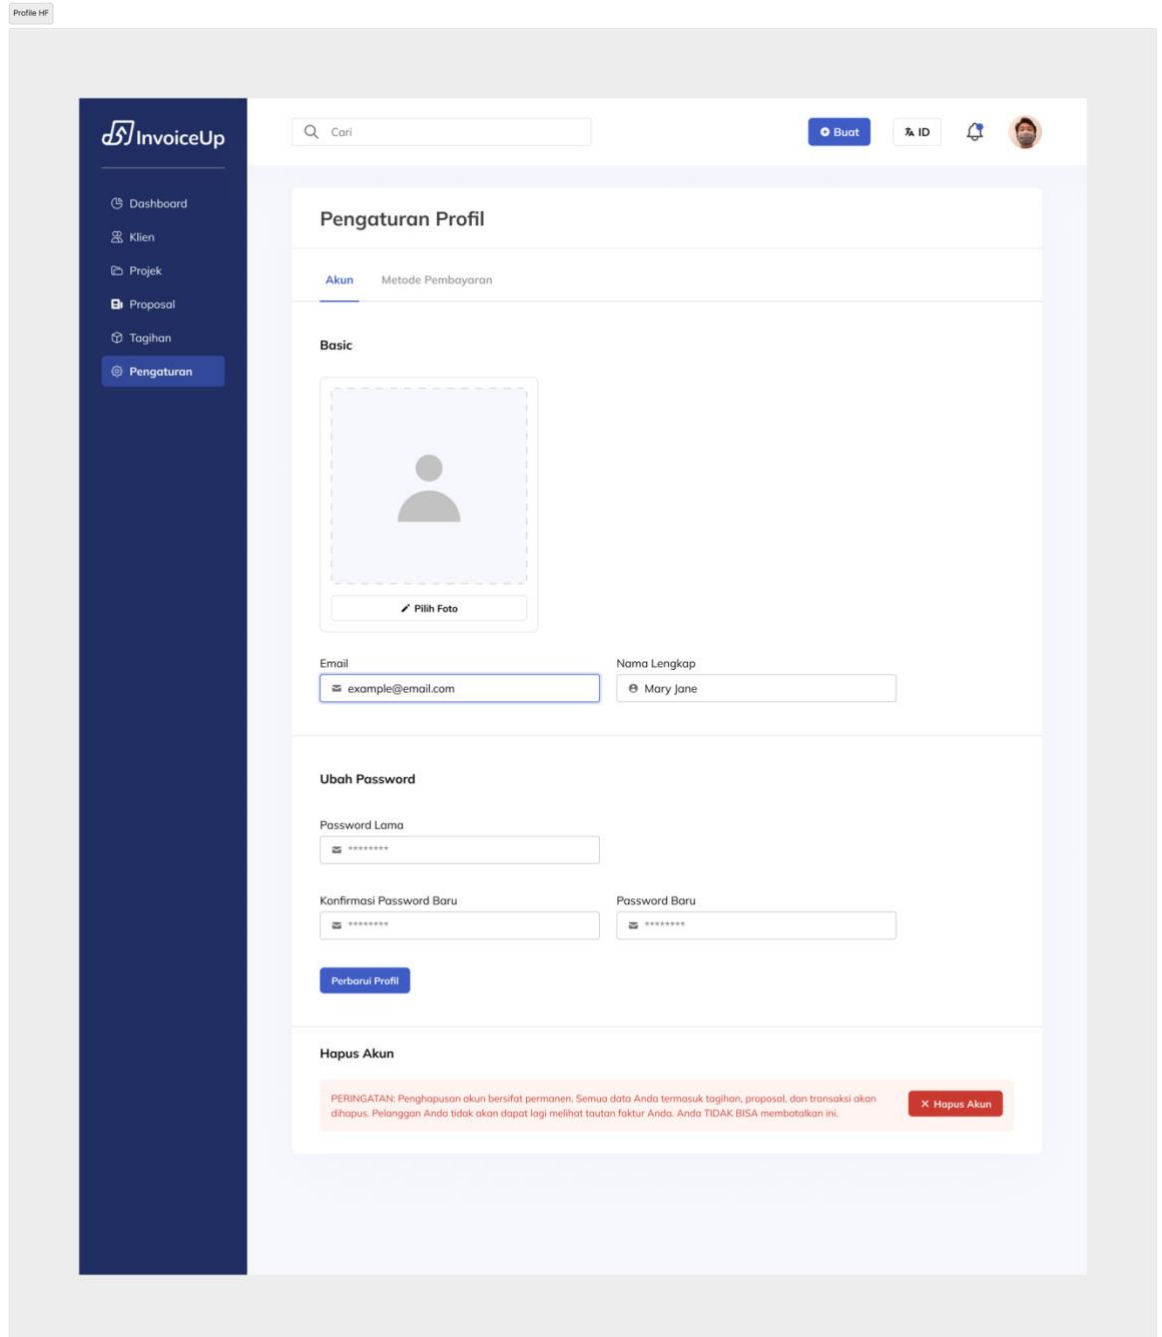 Profile HF
InvoiceUp
Cari
Buat
ID
Dashboard
Klien
Projek
Proposal
Tagihan
Pengaturan
Pengaturan Profil
Akun
Metode Pembayaran
Basic
Pilih Foto
Email
Nama Lengkap
example@email.com
Mary Jane
Ubah Password
Password Lama
********
Konfirmasi Password Baru
Password Baru
********
********
Perbarui Profil
Hapus Akun
PERINGATAN: Penghapusan akun bersifat permanen. Semua data Anda termasuk tagihan, proposal, dan transaksi akan
dihapus. Pelanggan Anda tidak akan dapat lagi melihat tautan faktur Anda. Anda TIDAK BISA membatalkan ini.
Hapus Akun